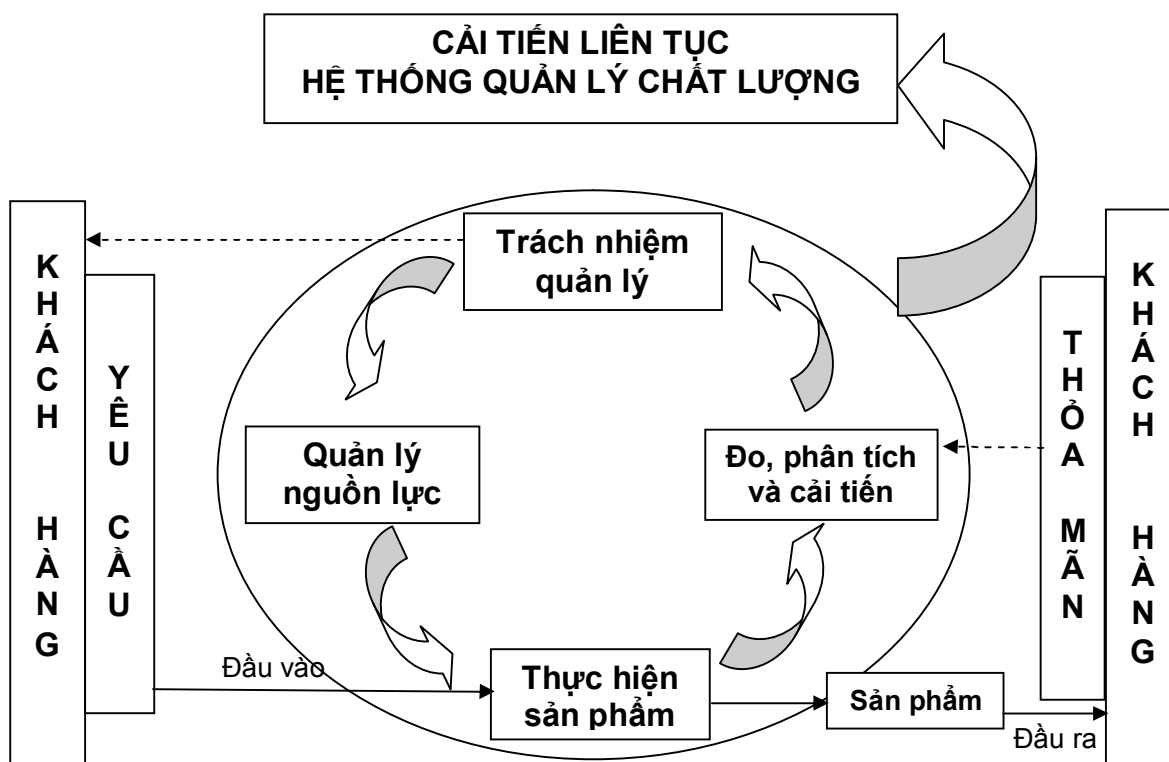 CẢI TIẾN LIÊN TỤC
HỆ THỐNG QUẢN LÝ CHẤT LƯỢNG
KHÁCH HÀNG
YÊU CẦU
Trách nhiệm
quản lý
Quản lý
nguồn lực
Đo, phân tích
và cải tiến
THỎA MÃN
KHÁCH HÀNG
Đầu vào
Thực hiện
sản phẩm
Sản phẩm
Đầu ra